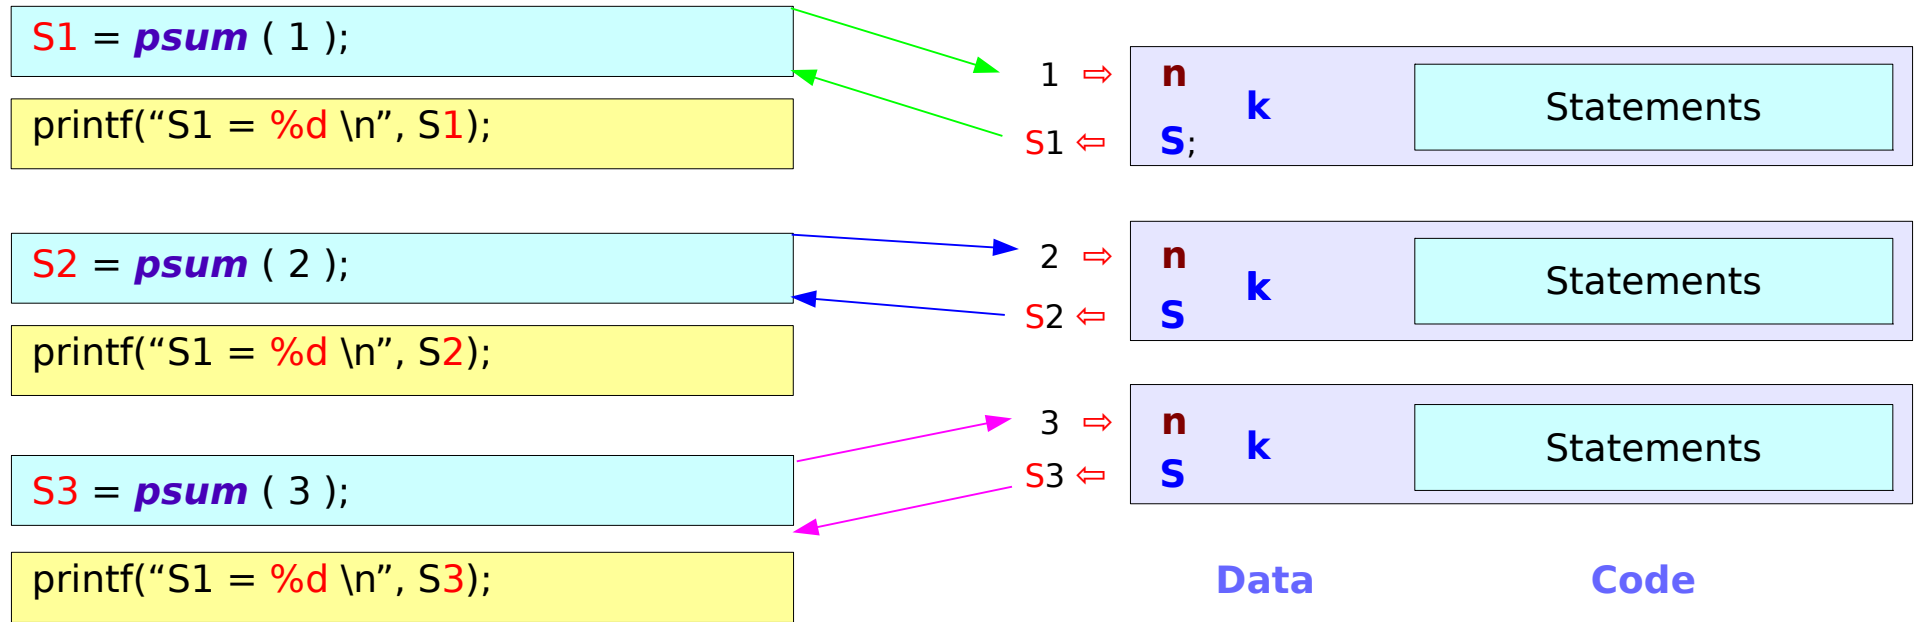 S1 = psum ( 1 );
printf(“S1 = %d \n”, S1);
1 ⇨ n
k
S1 ⇦ S;
Statements
S2 = psum ( 2 );
printf(“S1 = %d \n”, S2);
2 ⇨ n
k
S2 ⇦ S
Statements
S3 = psum ( 3 );
printf(“S1 = %d \n”, S3);
3 ⇨ n
k
S3 ⇦ S
Statements
Data
Code